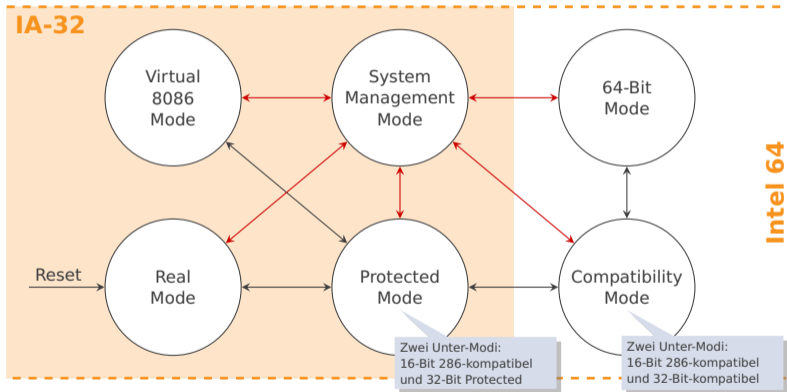 IA-32
Virtual
8086
Mode
System
Management
Mode
64-Bit
Mode
Intel 64
Reset
Real
Mode
Protected
Mode
Compatibility
Mode
Zwei Unter-Modi:
16-Bit 286-kompatibel
und 32-Bit Protected
Zwei Unter-Modi:
16-Bit 286-kompatibel
und 32-Bit-kompatibel